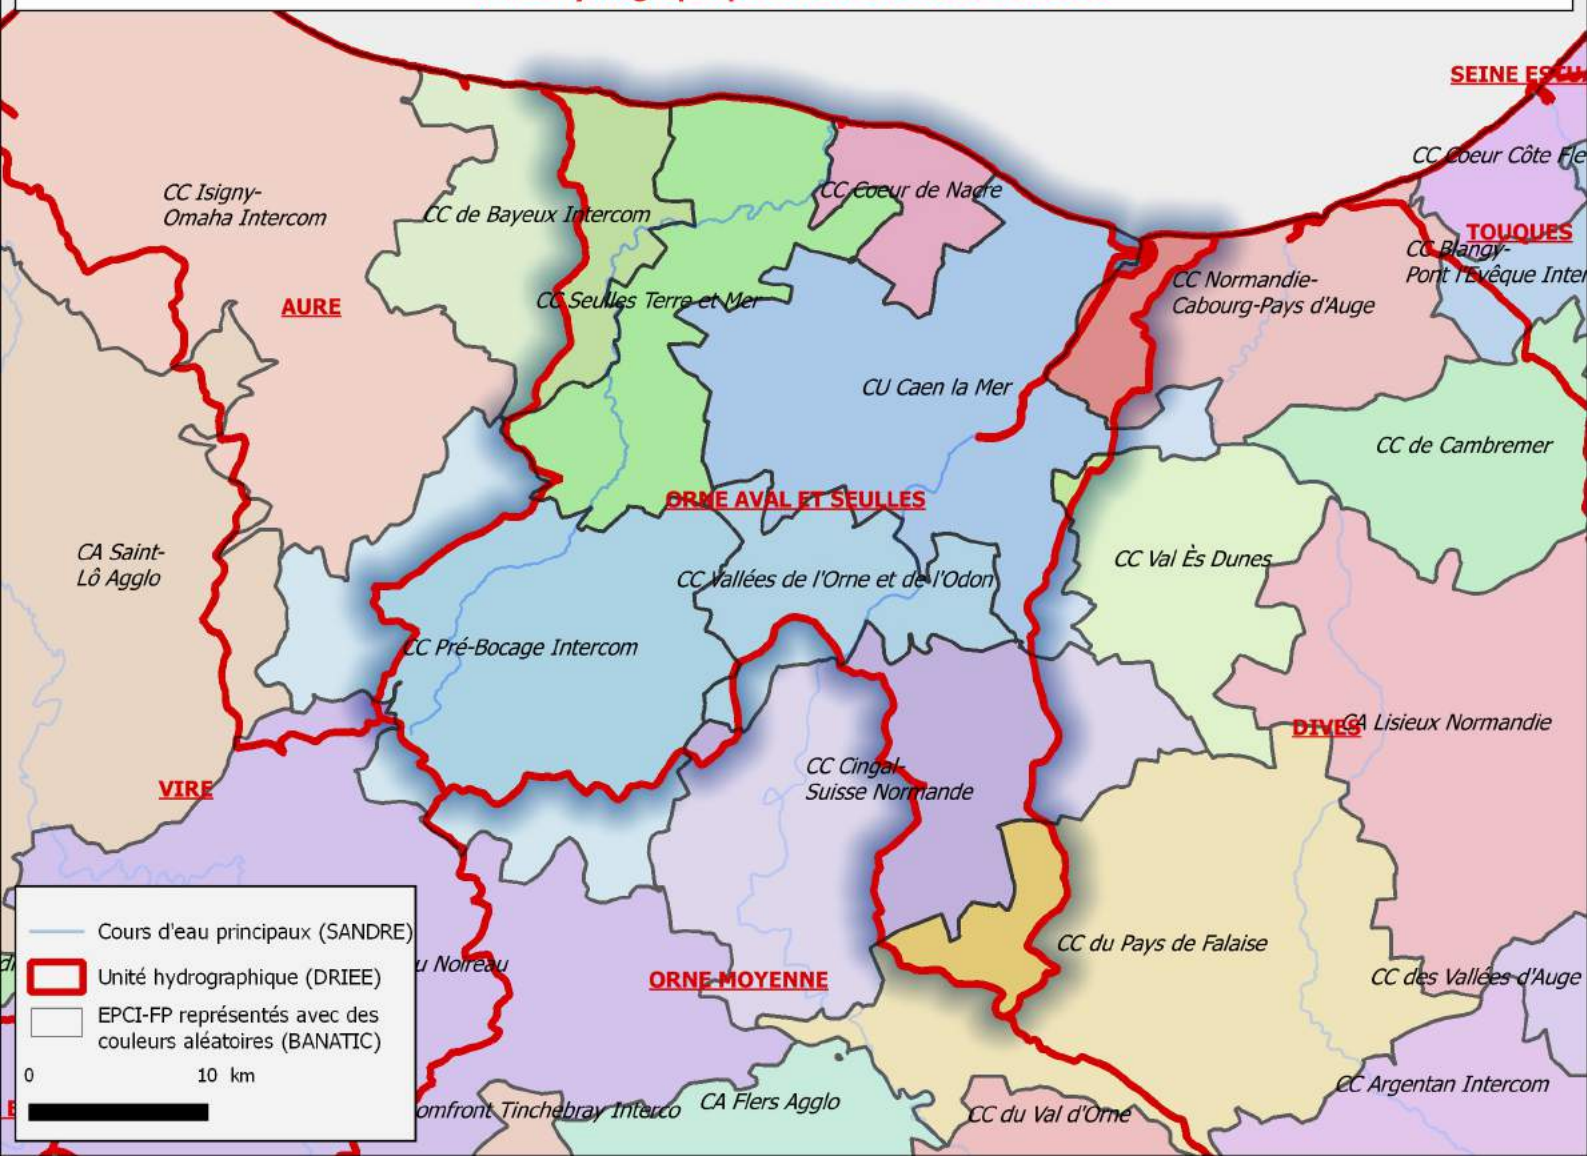 SEINE
CC Coeur Côte
CC Isigny-
Omaha Intercom
CC de Bayeux Intercom
CC Coeur de Nacre
TOUQUES
CC Blangy-
Pont l'Evêque Inter
AURE
CC Seulles Terre et Mer
CC Normandie-
Cabourg-Pays d'Auge
CU Caen la Mer
CC de Cambremer
ORNE AVAL ET SEULLES
CA Saint-
Lô Agglo
CC Vallées de l'Orne et de l'Odon
CC Val Ès Dunes
CC Pré-Bocage Intercom
DIVES
CA Lisieux Normandie
VIRE
CC Cingal-
Suisse Normande
CC du Pays de Falaise
ORNE MOYENNE
CC des Vallées d'Auge
u Noireau
Cours d'eau principaux (SANDRE)
Unité hydrographique (DRIEE)
EPCI-FP représentés avec des
couleurs aléatoires (BANATIC)
0 10 km
omfront Tinchebray Interco
CA Flers Agglo
CC du Val d'Orne
CC Argentan Intercom